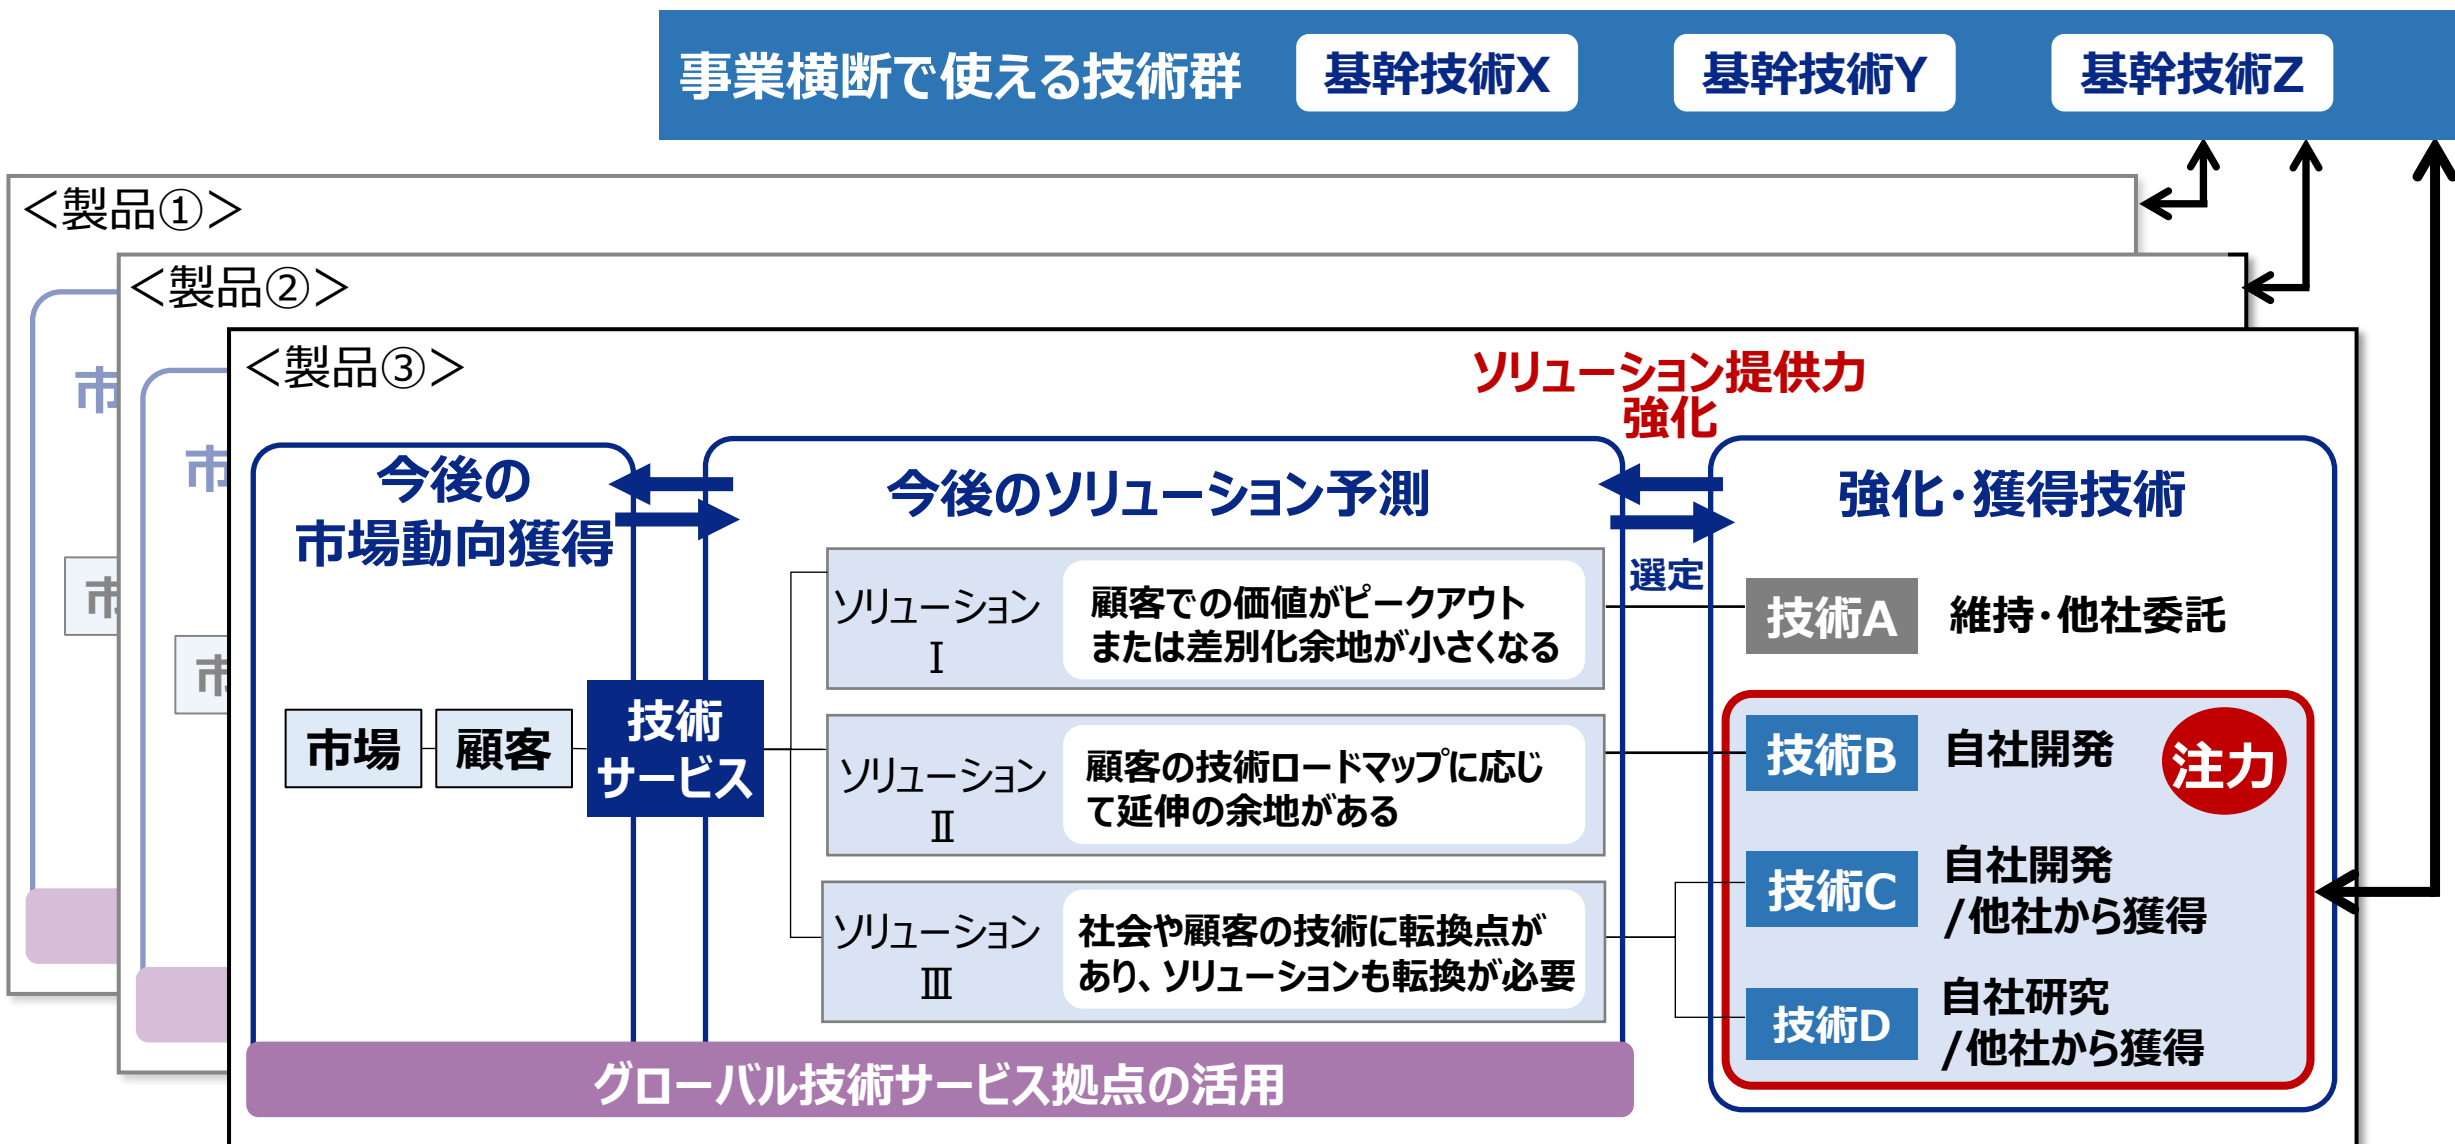 事業横断で使える技術群
基幹技術X
基幹技術Y
基幹技術Z
＜製品①＞
市
市
＜製品②＞
市
市
＜製品③＞
ソリューション提供力
強化
今後の
市場動向獲得
今後のソリューション予測
強化・獲得技術
選定
市場
顧客
技術
サービス
ソリューション
Ⅰ
顧客での価値がピークアウト
または差別化余地が小さくなる
ソリューション
Ⅱ
顧客の技術ロードマップに応じ
て延伸の余地がある
ソリューション
Ⅲ
社会や顧客の技術に転換点が
あり、ソリューションも転換が必要
技術A
維持・他社委託
技術B
自社開発
注力
技術C
自社開発
/他社から獲得
技術D
自社研究
/他社から獲得
グローバル技術サービス拠点の活用